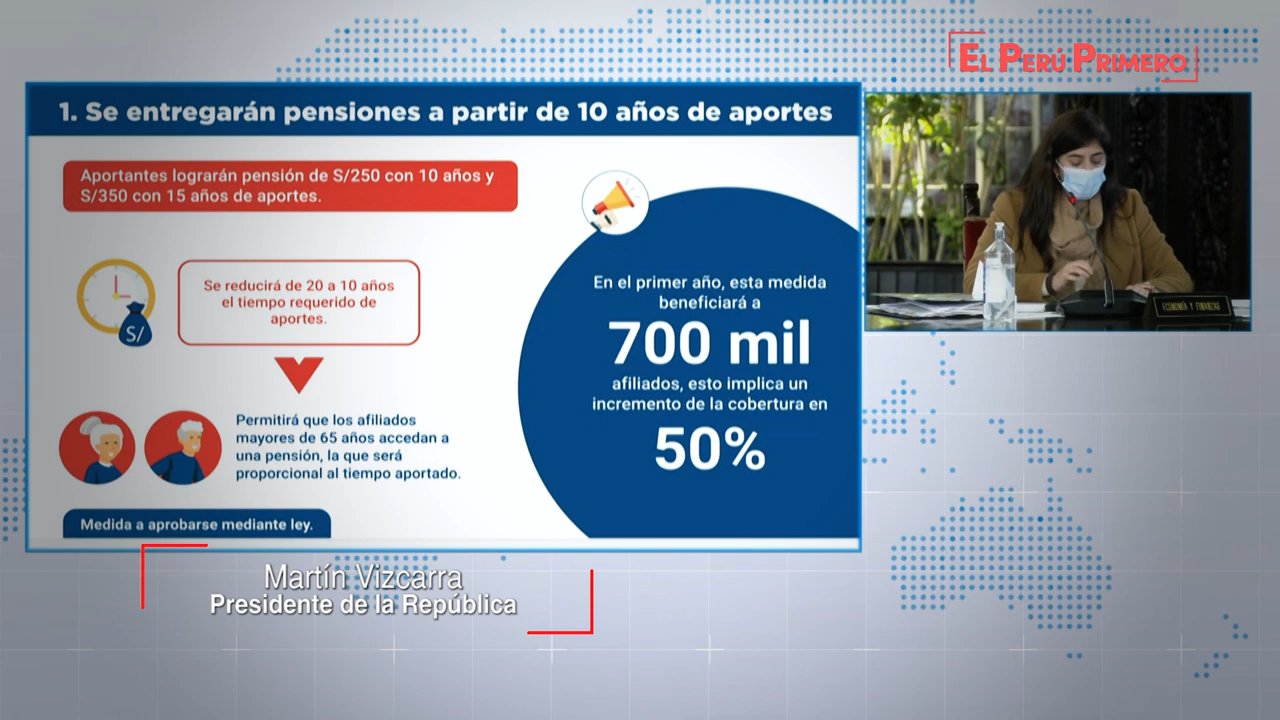 EL PERÚ PRIMERO
1. Se entregarán pensiones a partir de 10 años de aportes
Aportantes lograrán pensión de S/250 con 10 años y
S/350 con 15 años de aportes.
S/
Se reducirá de 20 a 10 años
el tiempo requerido de
aportes.
Permitirá que los afiliados
mayores de 65 años accedan a
una pensión, la que será
proporcional al tiempo aportado.
Medida a aprobarse mediante ley.
En el primer año, esta medida
beneficiará a
700 mil
afiliados, esto implica un
incremento de la cobertura en
50%
ECONOMÍA Y FINANZAS
Martín Vizcarra
Presidente de la República